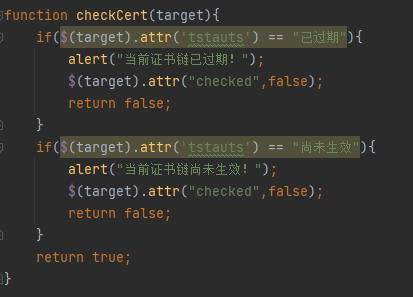 function checkCert(target){
if($(target).attr('tstauts') == "已过期"){
alert("当前证书链已过期！");
$(target).attr("checked",false);
return false;
}
if($(target).attr('tstauts') == "尚未生效"){
alert("当前证书链尚未生效！");
$(target).attr("checked",false);
return false;
}
return true;
}